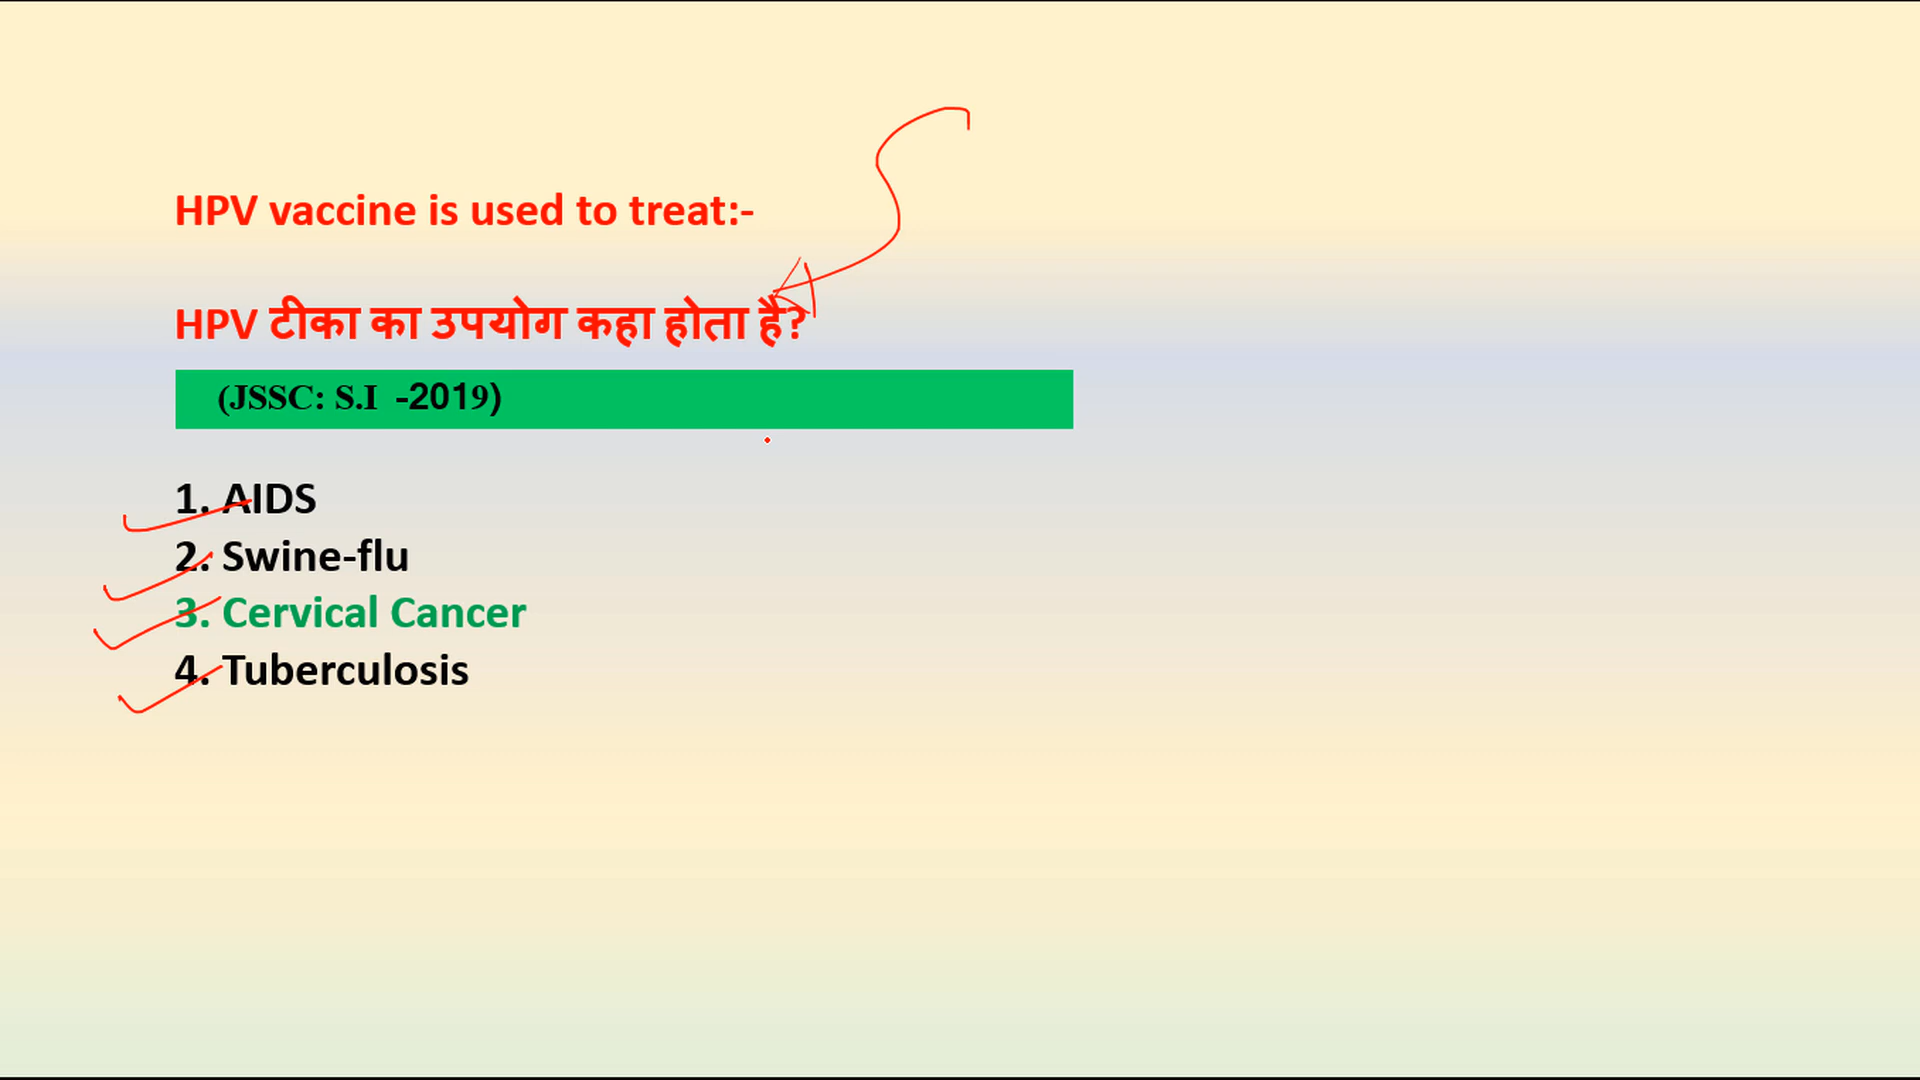 HPV vaccine is used to treat:-
HPV टीका का उपयोग कहा होता है?
(JSSC: S.I -2019)
1. AIDS
2. Swine-flu
3. Cervical Cancer
4. Tuberculosis